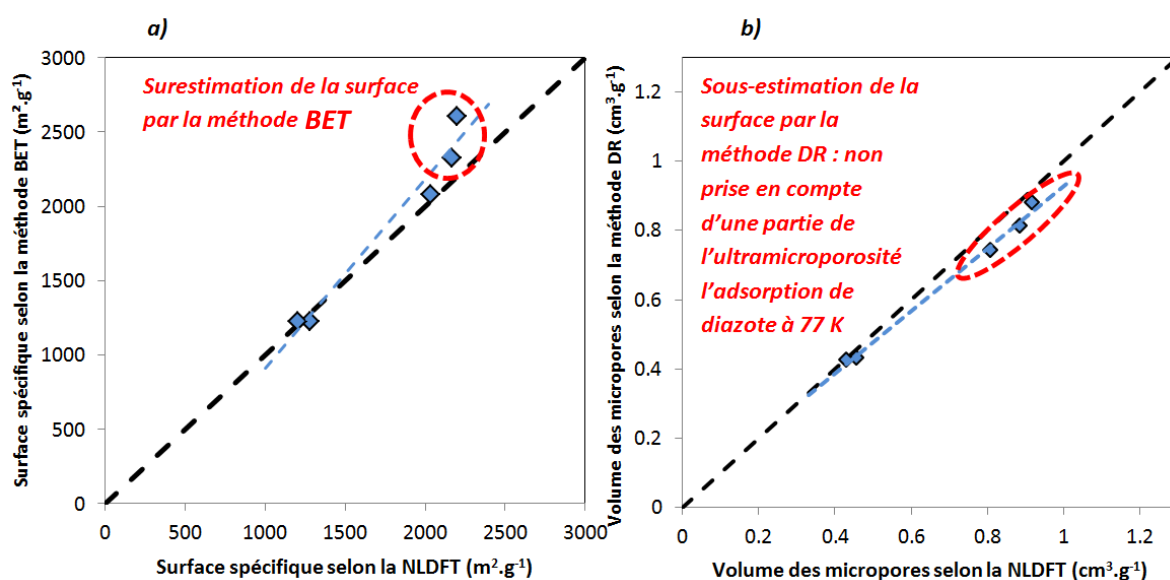 a)
Surface spécifique selon la méthode BET (m².g⁻¹)
3000
2500
2000
1500
1000
500
0
Surestimation de la surface
par la méthode BET
0 500 1000 1500 2000 2500 3000
Surface spécifique selon la NLDFT (m².g⁻¹)
b)
Volume des micropores selon la méthode DR (cm³.g⁻¹)
1.2
1
0.8
0.6
0.4
0.2
0
Sous-estimation de la
surface par la
méthode DR : non
prise en compte
d’une partie de
l’ultramicroporosité
l’adsorption de
diazote à 77 K
0 0.2 0.4 0.6 0.8 1 1.2
Volume des micropores selon la NLDFT (cm³.g⁻¹)